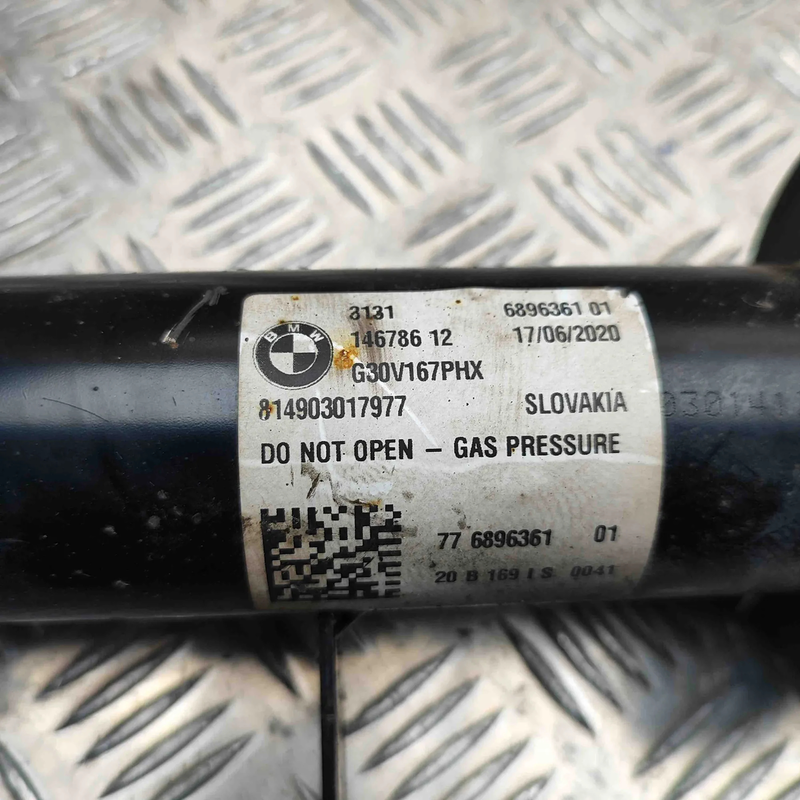 3131 6896361 01
BMW 146786 12 17/06/2020
G30V167PHX
814903017977 SLOVAKIA
DO NOT OPEN – GAS PRESSURE
77 6896361 01
20 B 169 I S 0041